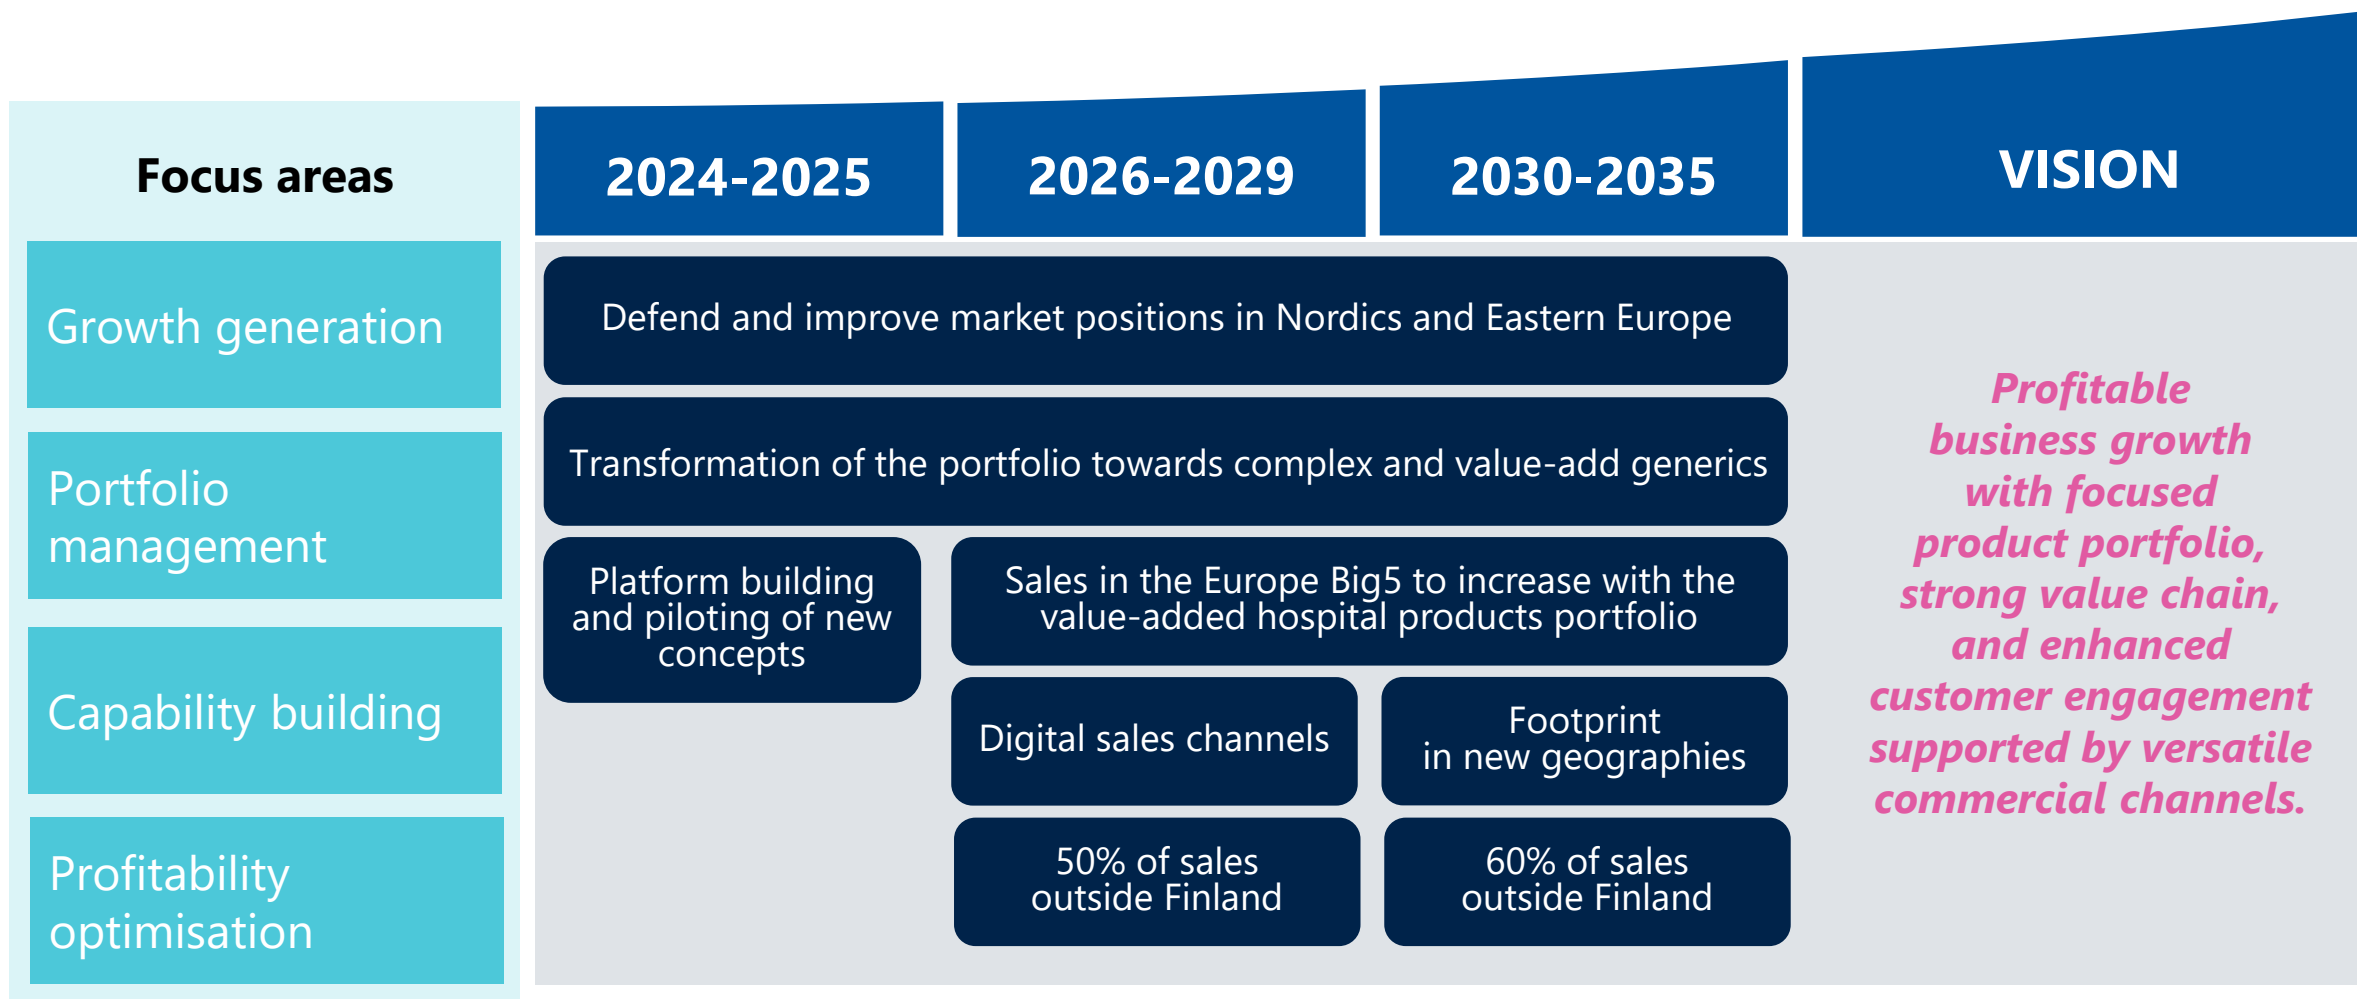 Focus areas
2024-2025
2026-2029
2030-2035
VISION
Growth generation
Portfolio
management
Capability building
Profitability
optimisation
Defend and improve market positions in Nordics and Eastern Europe
Transformation of the portfolio towards complex and value-add generics
Platform building
and piloting of new
concepts
Sales in the Europe Big5 to increase with the
value-added hospital products portfolio
Digital sales channels
Footprint
in new geographies
50% of sales
outside Finland
60% of sales
outside Finland
Profitable
business growth
with focused
product portfolio,
strong value chain,
and enhanced
customer engagement
supported by versatile
commercial channels.